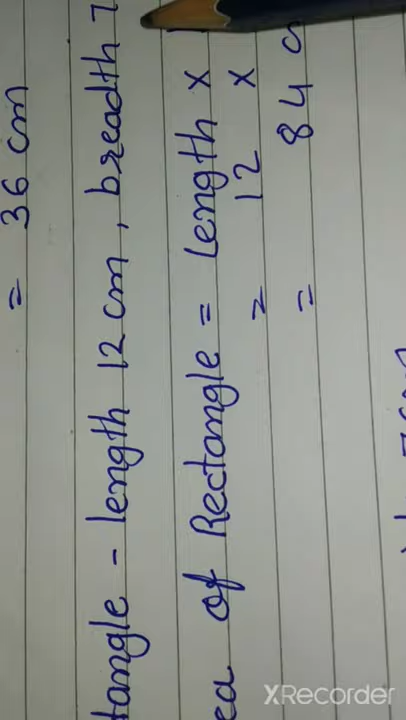 = 36 cm
tangle - length 12 cm, breadth 7
ea of Rectangle = length x
= 12 x
= 84 c
XRecorder